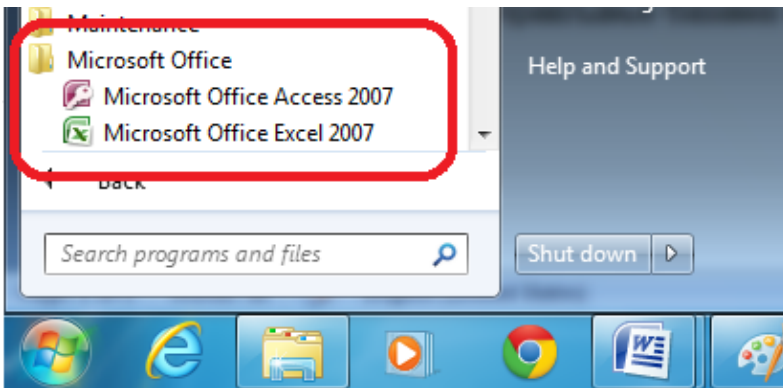 Maintenance
Microsoft Office
Microsoft Office Access 2007
Microsoft Office Excel 2007
Back
Search programs and files
Help and Support
Shut down